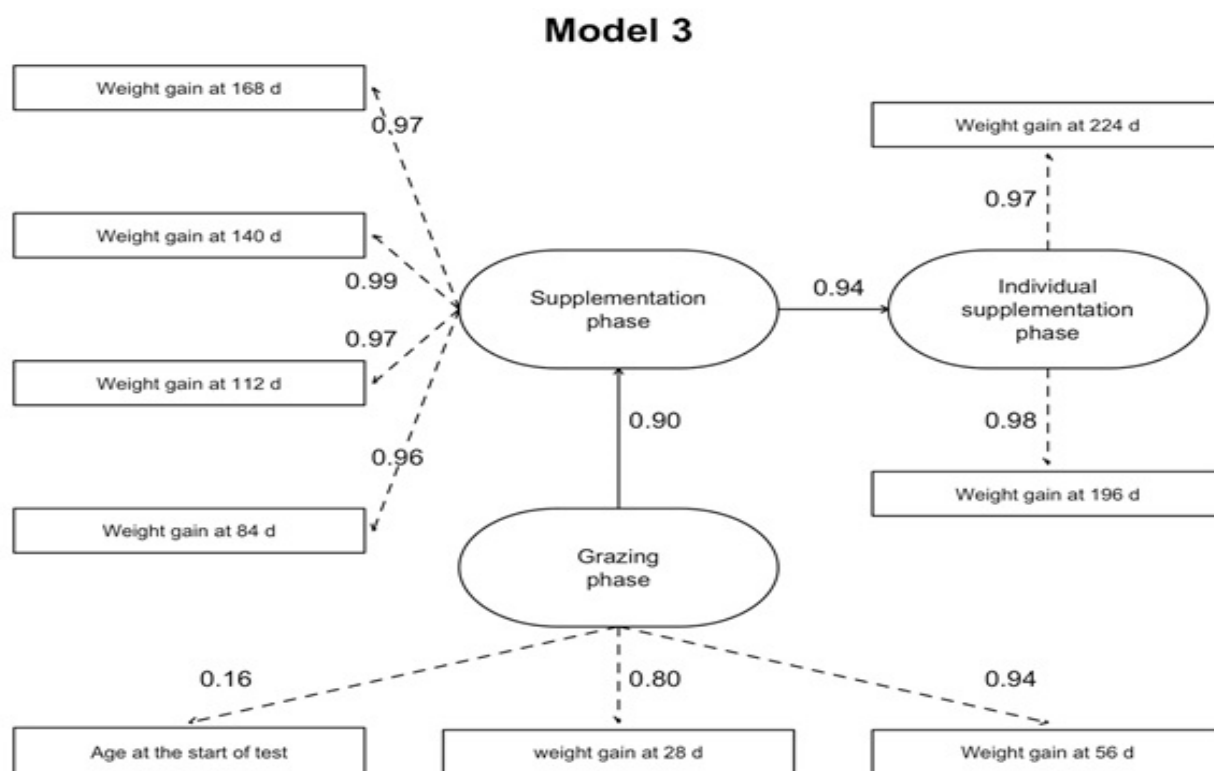 Model 3
Weight gain at 168 d
0.97
Weight gain at 140 d
0.99
0.97
Weight gain at 112 d
0.96
Weight gain at 84 d
Supplementation
phase
0.94
Weight gain at 224 d
0.97
Individual
supplementation
phase
0.98
Weight gain at 196 d
0.90
Grazing
phase
0.16
0.80
0.94
Age at the start of test
weight gain at 28 d
Weight gain at 56 d